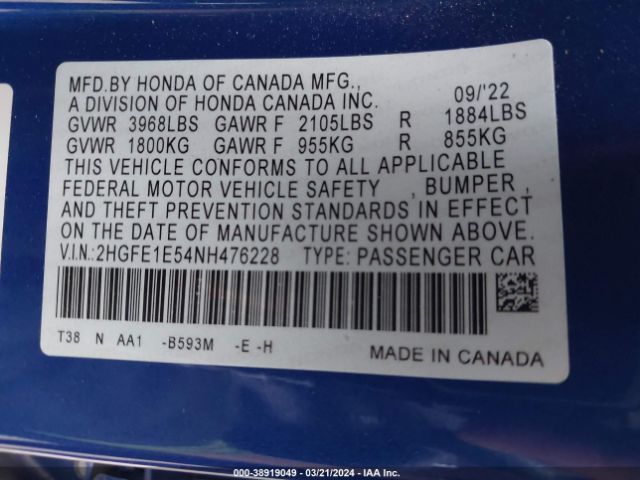 MFD.BY HONDA OF CANADA MFG.,
A DIVISION OF HONDA CANADA INC. 09/'22
GVWR 3968LBS GAWR F 2105LBS R 1884LBS
GVWR 1800KG GAWR F 955KG R 855KG
THIS VEHICLE CONFORMS TO ALL APPLICABLE
FEDERAL MOTOR VEHICLE SAFETY , BUMPER ,
AND THEFT PREVENTION STANDARDS IN EFFECT
ON THE DATE OF MANUFACTURE SHOWN ABOVE.
V.I.N.:2HGFE1E54NH476228 TYPE: PASSENGER CAR
T38 N AA1 -B593M -E -H
MADE IN CANADA
000-38919049 - 03/21/2024 - IAA Inc.